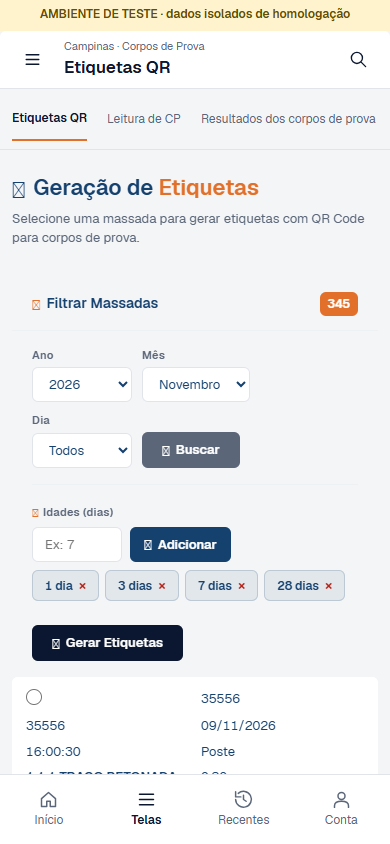 AMBIENTE DE TESTE · dados isolados de homologação
Campinas · Corpos de Prova
Etiquetas QR
Etiquetas QR
Leitura de CP
Resultados dos corpos de prova
Geração de Etiquetas
Selecione uma massada para gerar etiquetas com QR Code
para corpos de prova.
Filtrar Massadas
345
Ano
Mês
2026
Novembro
Dia
Todos
Buscar
Idades (dias)
Ex: 7
Adicionar
1 dia ×
3 dias ×
7 dias ×
28 dias ×
Gerar Etiquetas
35556
35556
09/11/2026
16:00:30
Poste
Início
Telas
Recentes
Conta